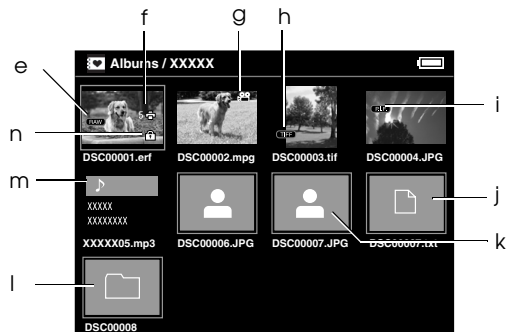 f
g
h
e
Albums / XXXXX
i
RAW
5
TIFF
n
DSC00001.erf
DSC00002.mpg
DSC00003.tif
DSC00004.JPG
m
XXXXX
XXXXXXXX
j
XXXXX05.mp3
DSC00006.JPG
DSC00007.JPG
DSC00007.txt
k
l
DSC00008